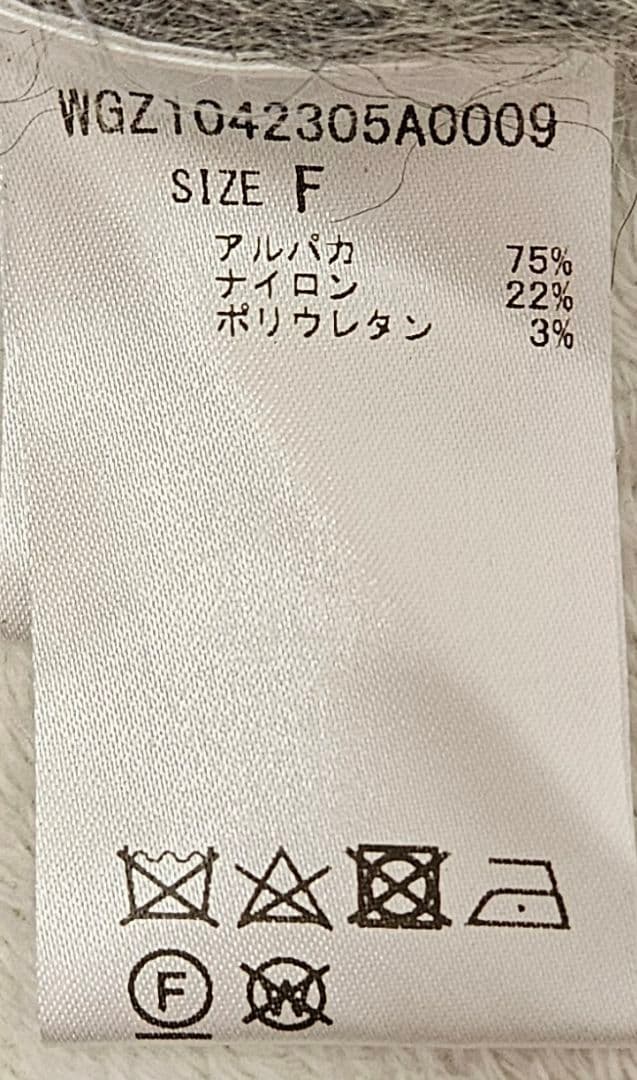 WGZ1042305A0009
SIZE F
アルパカ 75%
ナイロン 22%
ポリウレタン 3%
F
W